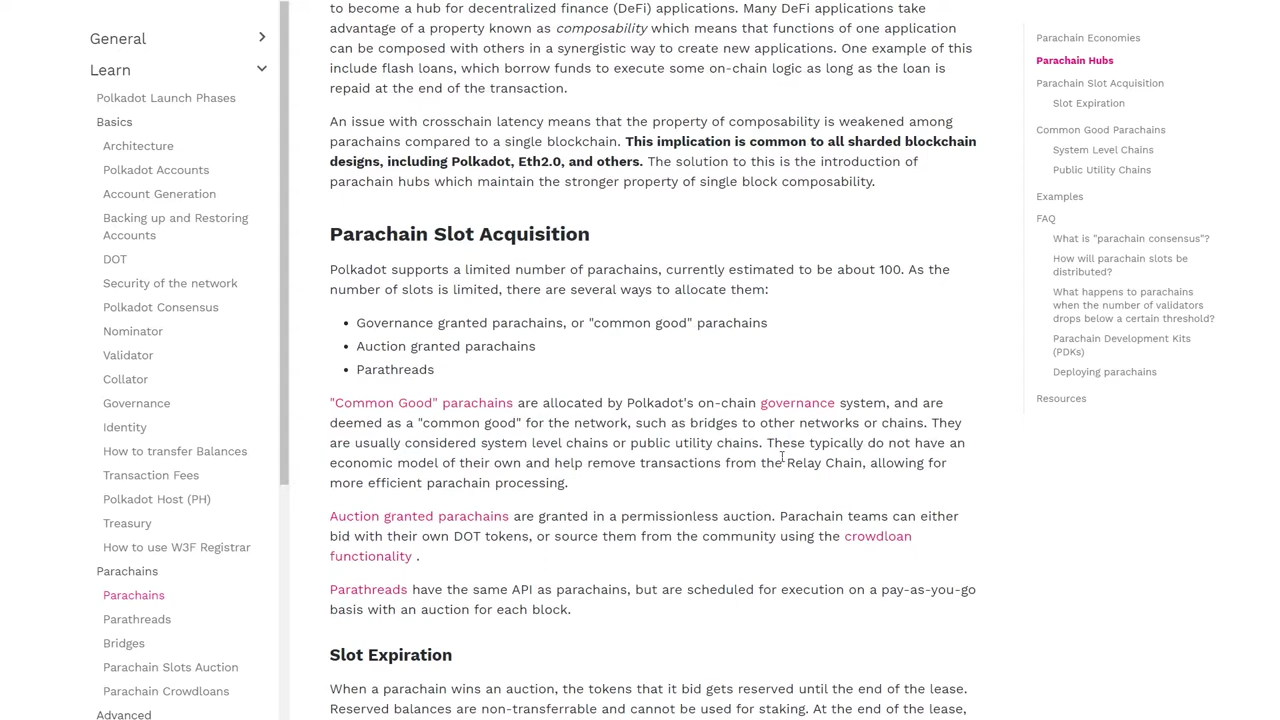 General
Learn
Polkadot Launch Phases
Basics
Architecture
Polkadot Accounts
Account Generation
Backing up and Restoring
Accounts
DOT
Security of the network
Polkadot Consensus
Nominator
Validator
Collator
Governance
Identity
How to transfer Balances
Transaction Fees
Polkadot Host (PH)
Treasury
How to use W3F Registrar
Parachains
Parachains
Parathreads
Bridges
Parachain Slots Auction
Parachain Crowdloans
Advanced
to become a hub for decentralized finance (DeFi) applications. Many DeFi applications take
advantage of a property known as composability which means that functions of one application
can be composed with others in a synergistic way to create new applications. One example of this
include flash loans, which borrow funds to execute some on-chain logic as long as the loan is
repaid at the end of the transaction.
An issue with crosschain latency means that the property of composability is weakened among
parachains compared to a single blockchain. This implication is common to all sharded blockchain
designs, including Polkadot, Eth2.0, and others. The solution to this is the introduction of
parachain hubs which maintain the stronger property of single block composability.
Parachain Slot Acquisition
Polkadot supports a limited number of parachains, currently estimated to be about 100. As the
number of slots is limited, there are several ways to allocate them:
• Governance granted parachains, or "common good" parachains
• Auction granted parachains
• Parathreads
"Common Good" parachains are allocated by Polkadot's on-chain governance system, and are
deemed as a "common good" for the network, such as bridges to other networks or chains. They
are usually considered system level chains or public utility chains. These typically do not have an
economic model of their own and help remove transactions from the Relay Chain, allowing for
more efficient parachain processing.
Auction granted parachains are granted in a permissionless auction. Parachain teams can either
bid with their own DOT tokens, or source them from the community using the crowdloan
functionality .
Parathreads have the same API as parachains, but are scheduled for execution on a pay-as-you-go
basis with an auction for each block.
Slot Expiration
When a parachain wins an auction, the tokens that it bid gets reserved until the end of the lease.
Reserved balances are non-transferrable and cannot be used for staking. At the end of the lease,
Parachain Economies
Parachain Hubs
Parachain Slot Acquisition
Slot Expiration
Common Good Parachains
System Level Chains
Public Utility Chains
Examples
FAQ
What is "parachain consensus"?
How will parachain slots be
distributed?
What happens to parachains
when the number of validators
drops below a certain threshold?
Parachain Development Kits
(PDKs)
Deploying parachains
Resources